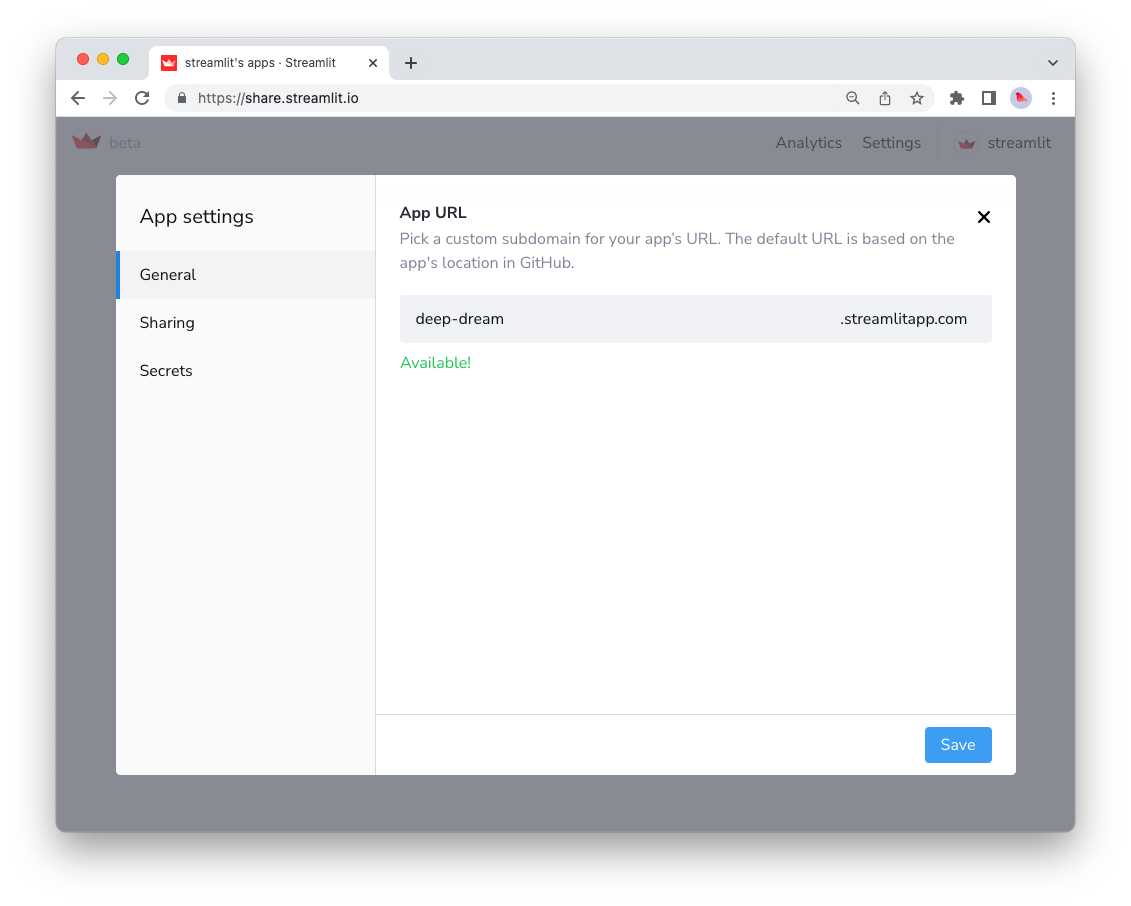 streamlit's apps · Streamlit
https://share.streamlit.io
beta
Analytics Settings streamlit
App settings
General
Sharing
Secrets
App URL
Pick a custom subdomain for your app’s URL. The default URL is based on the
app's location in GitHub.
deep-dream .streamlitapp.com
Available!
Save